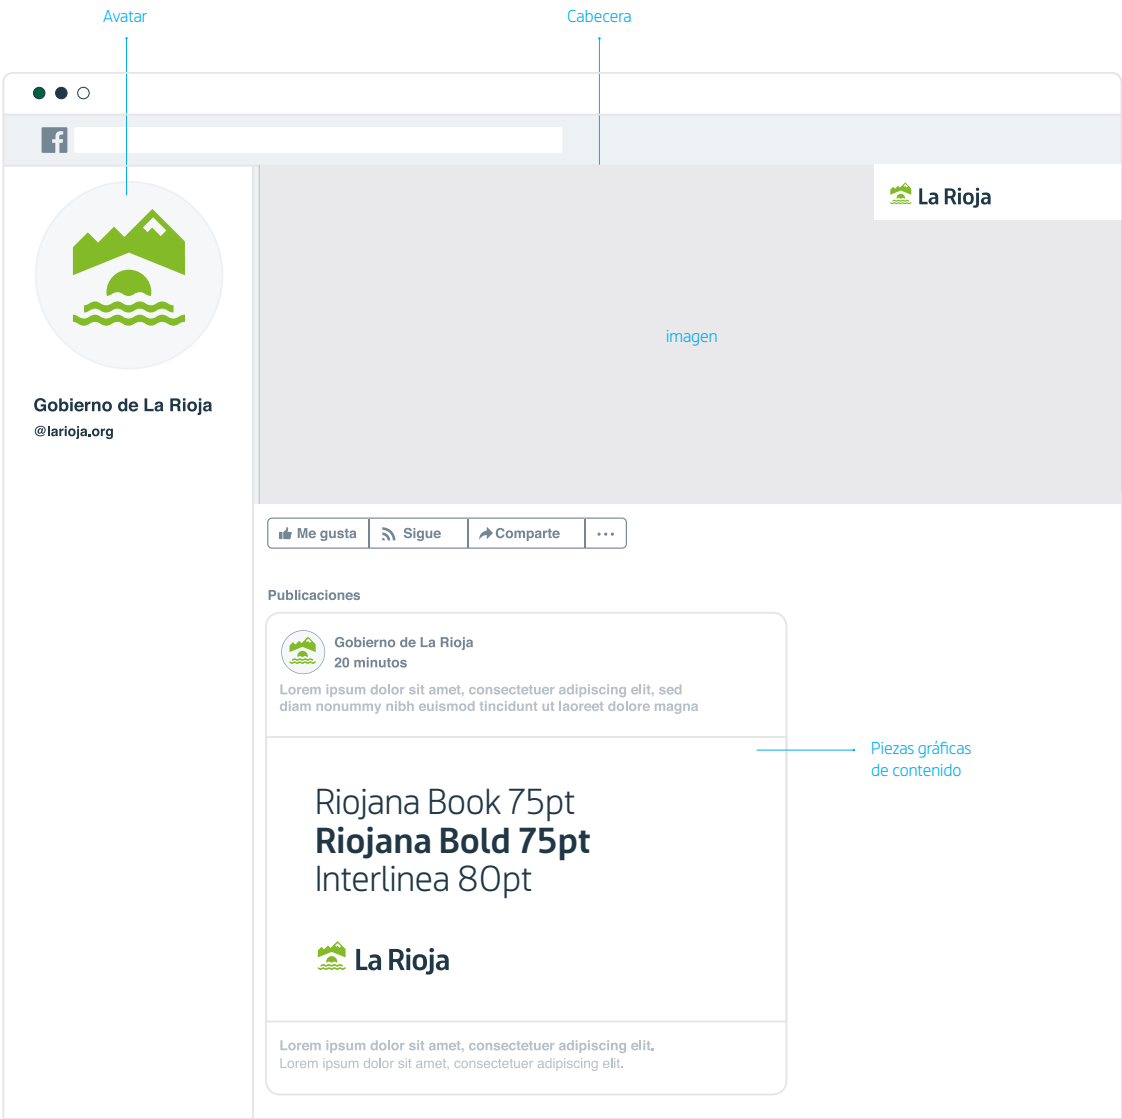 Avatar
Cabecera
La Rioja
imagen
Gobierno de La Rioja
@larioja.org
Me gusta
Sigue
Comparte
...
Publicaciones
Gobierno de La Rioja
20 minutos
Lorem ipsum dolor sit amet, consectetuer adipiscing elit, sed
diam nonummy nibh euismod tincidunt ut laoreet dolore magna
Piezas gráficas
de contenido
Riojana Book 75pt
Riojana Bold 75pt
Interlinea 80pt
La Rioja
Lorem ipsum dolor sit amet, consectetuer adipiscing elit.
Lorem ipsum dolor sit amet, consectetuer adipiscing elit.